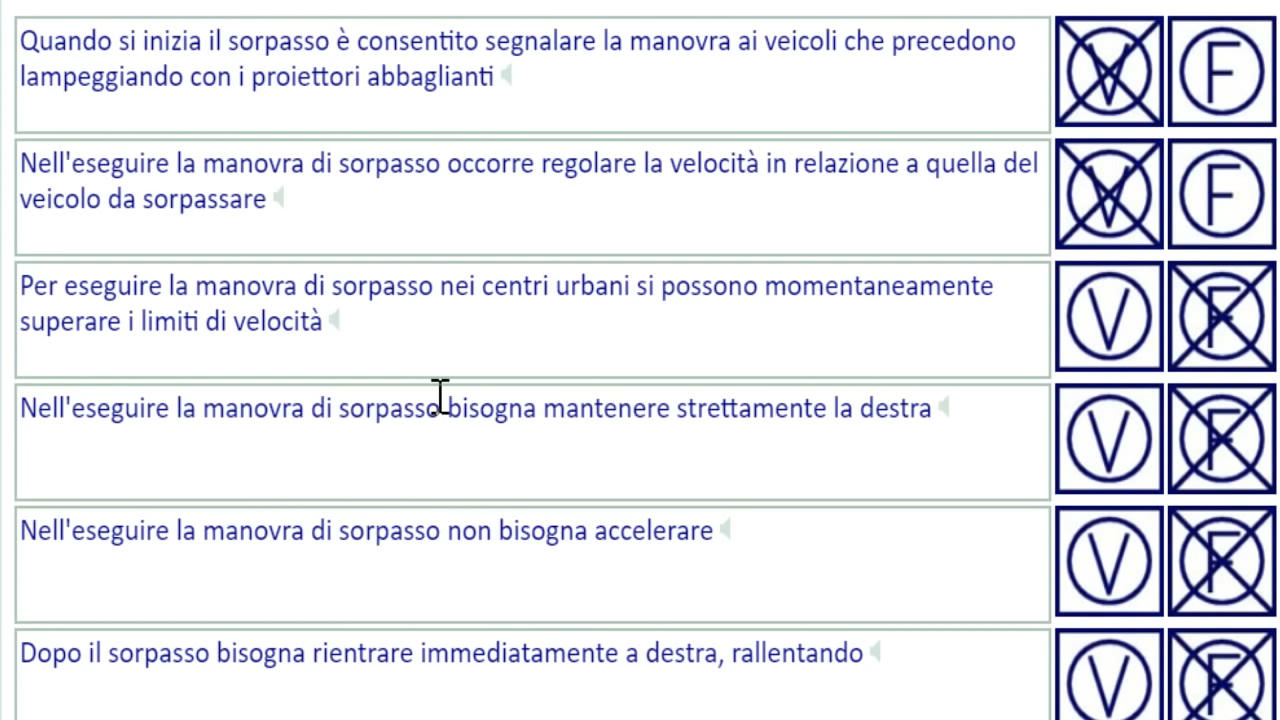 Quando si inizia il sorpasso è consentito segnalare la manovra ai veicoli che precedono
lampeggiando con i proiettori abbaglianti
V F
Nell'eseguire la manovra di sorpasso occorre regolare la velocità in relazione a quella del
veicolo da sorpassare
V F
Per eseguire la manovra di sorpasso nei centri urbani si possono momentaneamente
superare i limiti di velocità
V F
Nell'eseguire la manovra di sorpasso bisogna mantenere strettamente la destra
V F
Nell'eseguire la manovra di sorpasso non bisogna accelerare
V F
Dopo il sorpasso bisogna rientrare immediatamente a destra, rallentando
V F